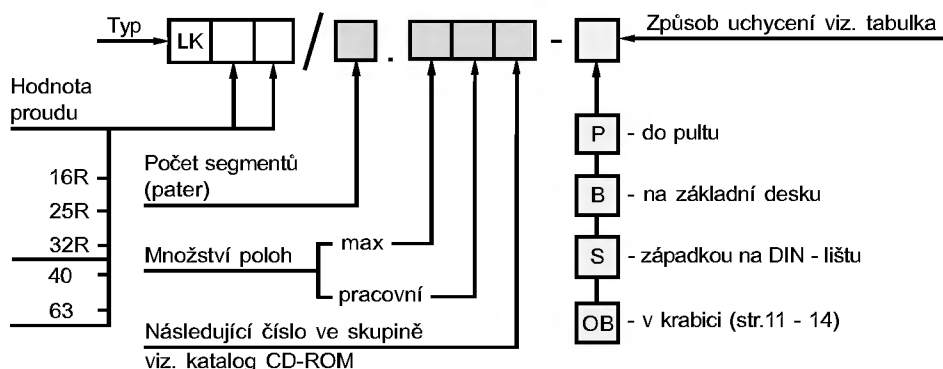 Typ
LK / . -
Způsob uchycení viz. tabulka
Hodnota
proudu
16R
25R
32R
40
63
Počet segmentů
(pater)
Množství poloh
max
pracovní
Následující číslo ve skupině
viz. katalog CD-ROM
P - do pultu
B - na základní desku
S - západkou na DIN - lištu
OB - v krabici (str.11 - 14)